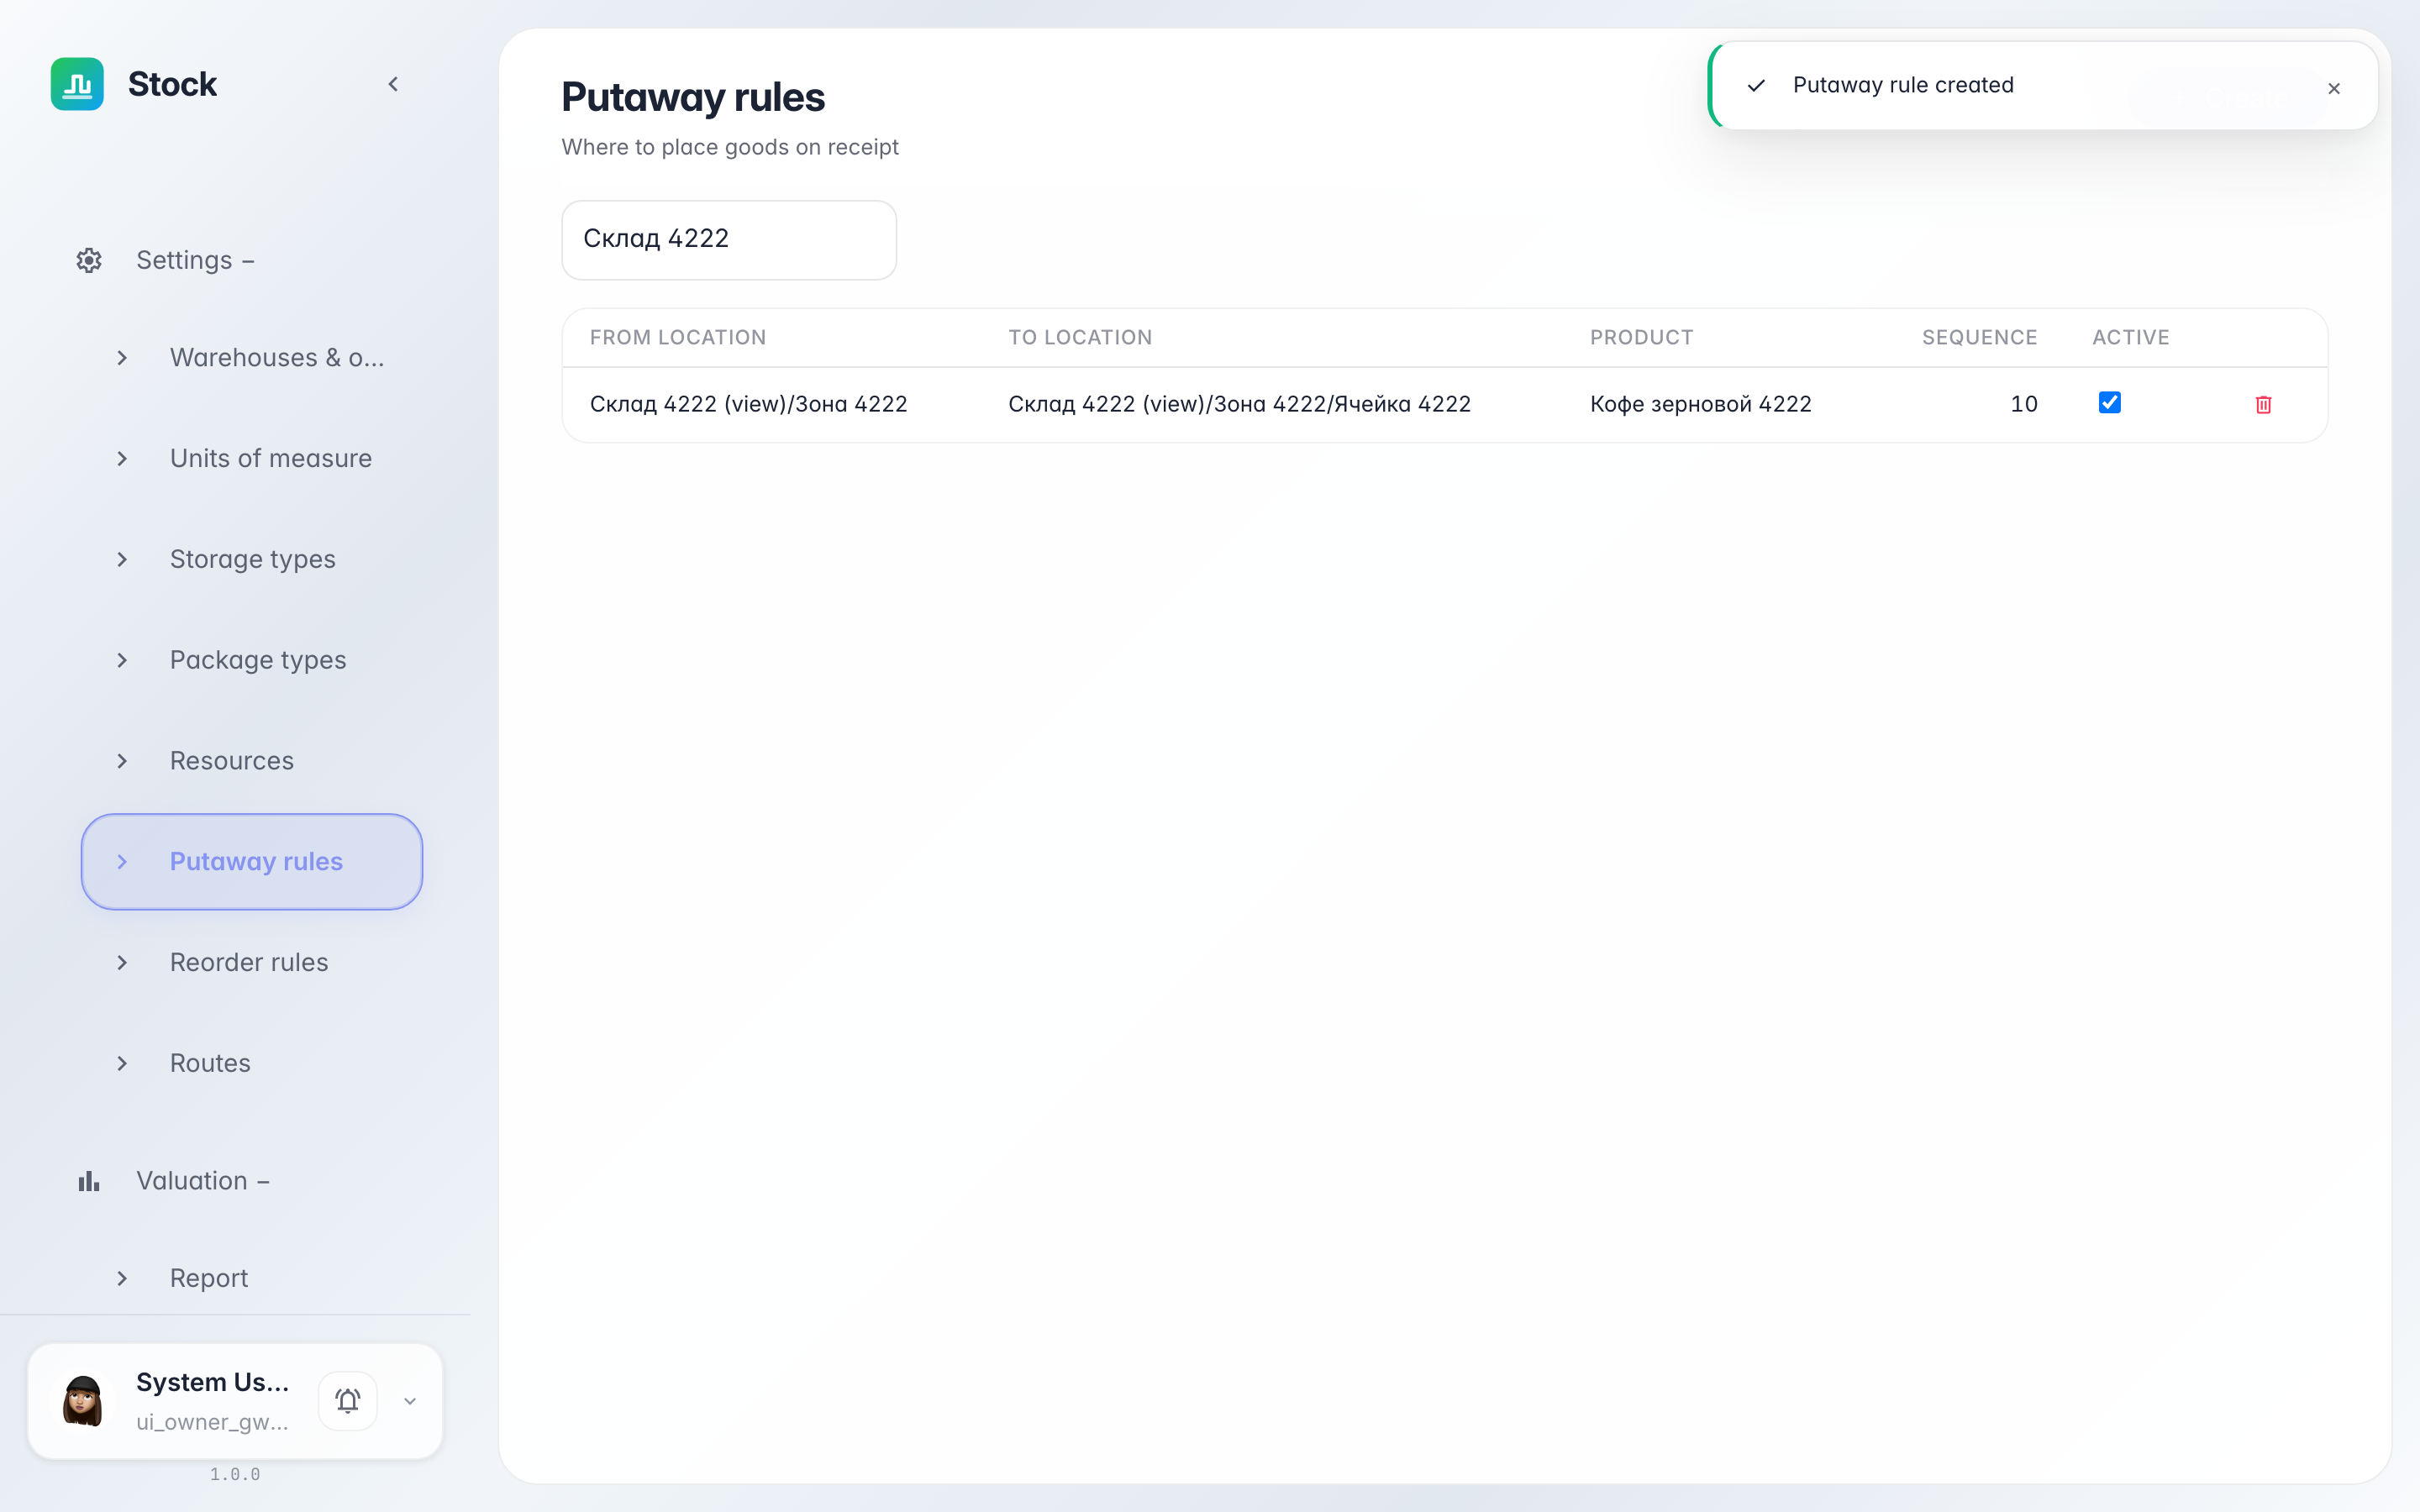 Stock
Settings –
Warehouses & o...
Units of measure
Storage types
Package types
Resources
Putaway rules
Reorder rules
Routes
Valuation –
Report
System Us...
ui_owner_gw...
1.0.0
Putaway rules
Where to place goods on receipt
Putaway rule created
Склад 4222
FROM LOCATION TO LOCATION PRODUCT SEQUENCE ACTIVE
Склад 4222 (view)/Зона 4222 Склад 4222 (view)/Зона 4222/Ячейка 4222 Кофе зерновой 4222 10